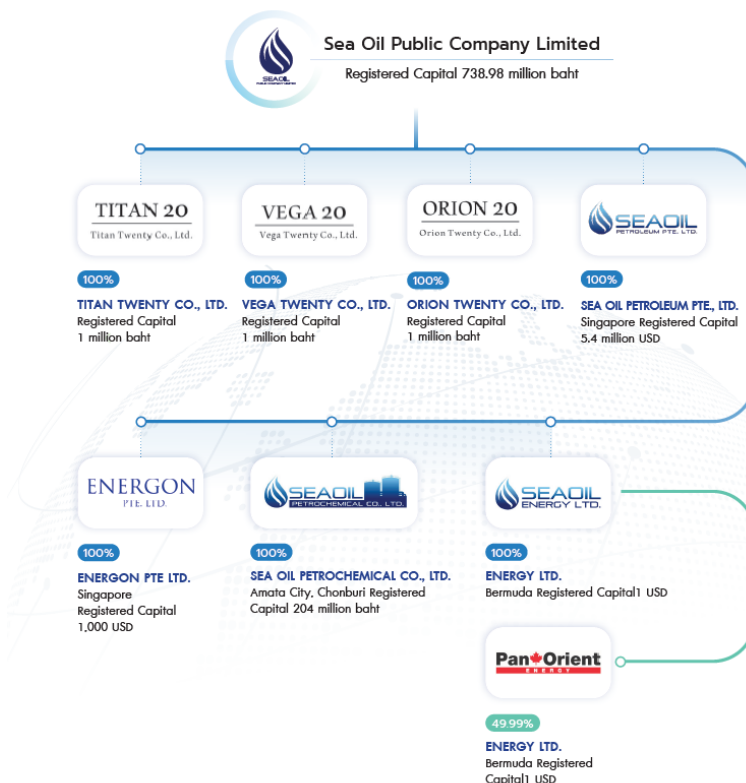 SEAOIL
PUBLIC COMPANY LIMITED
Sea Oil Public Company Limited
Registered Capital 738.98 million baht
TITAN 20
Titan Twenty Co., Ltd.
VEGA 20
Vega Twenty Co., Ltd.
ORION 20
Orion Twenty Co., Ltd.
SEAOIL
PETROLEUM PTE. LTD.
100%
TITAN TWENTY CO., LTD.
Registered Capital
1 million baht
100%
VEGA TWENTY CO., LTD.
Registered Capital
1 million baht
100%
ORION TWENTY CO., LTD.
Registered Capital
1 million baht
100%
SEA OIL PETROLEUM PTE., LTD.
Singapore Registered Capital
5.4 million USD
ENERGON
PTE. LTD.
SEAOIL
PETROCHEMICAL CO., LTD.
SEAOIL
ENERGY LTD.
100%
ENERGON PTE LTD.
Singapore
Registered Capital
1,000 USD
100%
SEA OIL PETROCHEMICAL CO., LTD.
Amata City, Chonburi Registered
Capital 204 million baht
100%
ENERGY LTD.
Bermuda Registered Capital1 USD
Pan Orient
ENERGY
49.99%
ENERGY LTD.
Bermuda Registered
Capital1 USD